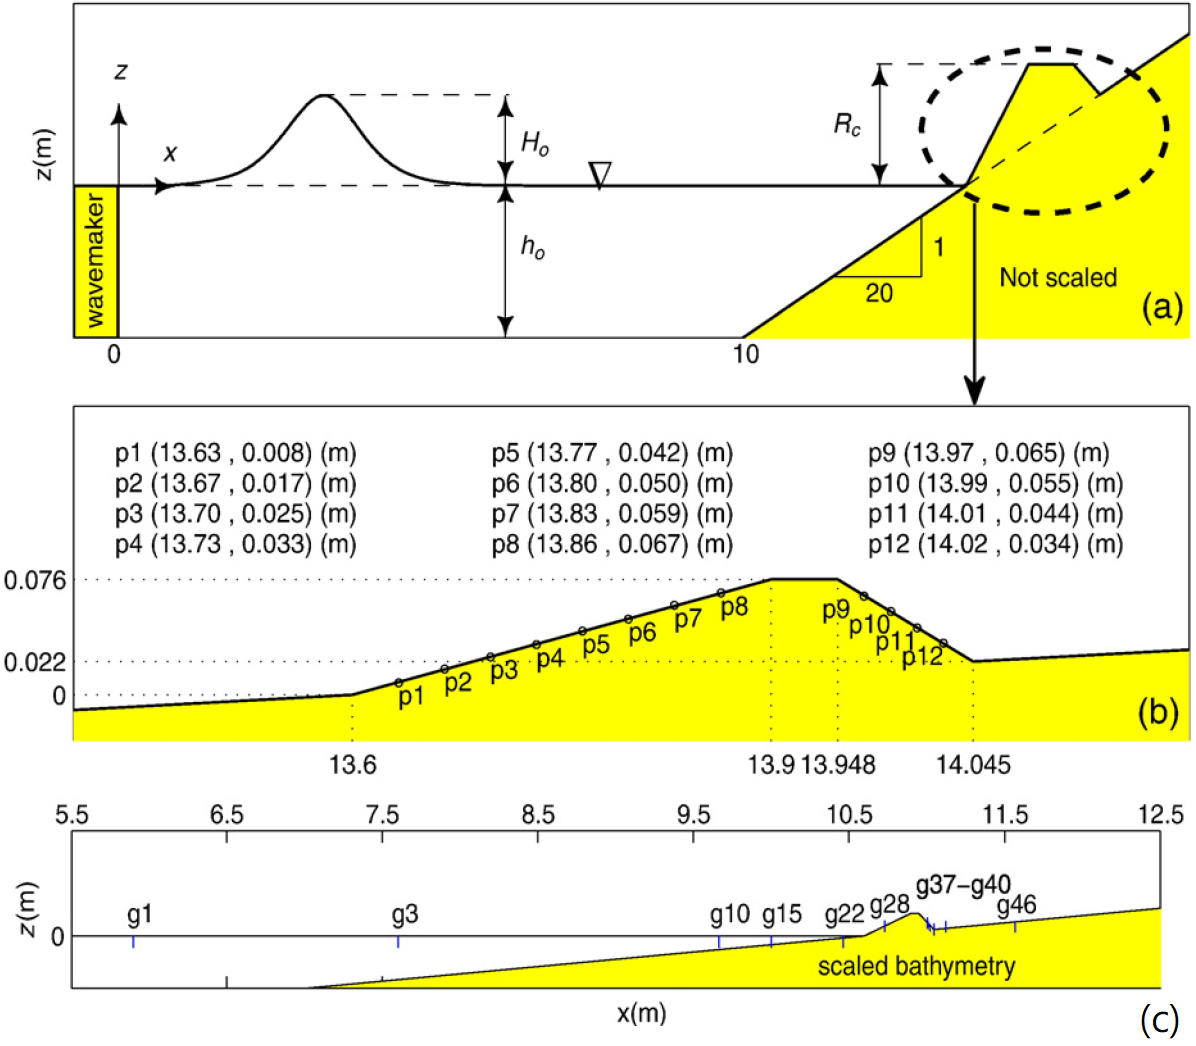 z
x
z(m)
wavemaker
H₀
h₀
R꜀
1
20
Not scaled
(a)
0
10
p1 (13.63 , 0.008) (m)
p2 (13.67 , 0.017) (m)
p3 (13.70 , 0.025) (m)
p4 (13.73 , 0.033) (m)
p5 (13.77 , 0.042) (m)
p6 (13.80 , 0.050) (m)
p7 (13.83 , 0.059) (m)
p8 (13.86 , 0.067) (m)
p9 (13.97 , 0.065) (m)
p10 (13.99 , 0.055) (m)
p11 (14.01 , 0.044) (m)
p12 (14.02 , 0.034) (m)
0.076
0.022
0
p1
p2
p3
p4
p5
p6
p7
p8
p9
p10
p11
p12
(b)
13.6
13.9
13.948
14.045
5.5
6.5
7.5
8.5
9.5
10.5
11.5
12.5
z(m)
0
g1
g3
g10
g15
g22
g28
g37−g40
g46
scaled bathymetry
x(m)
(c)